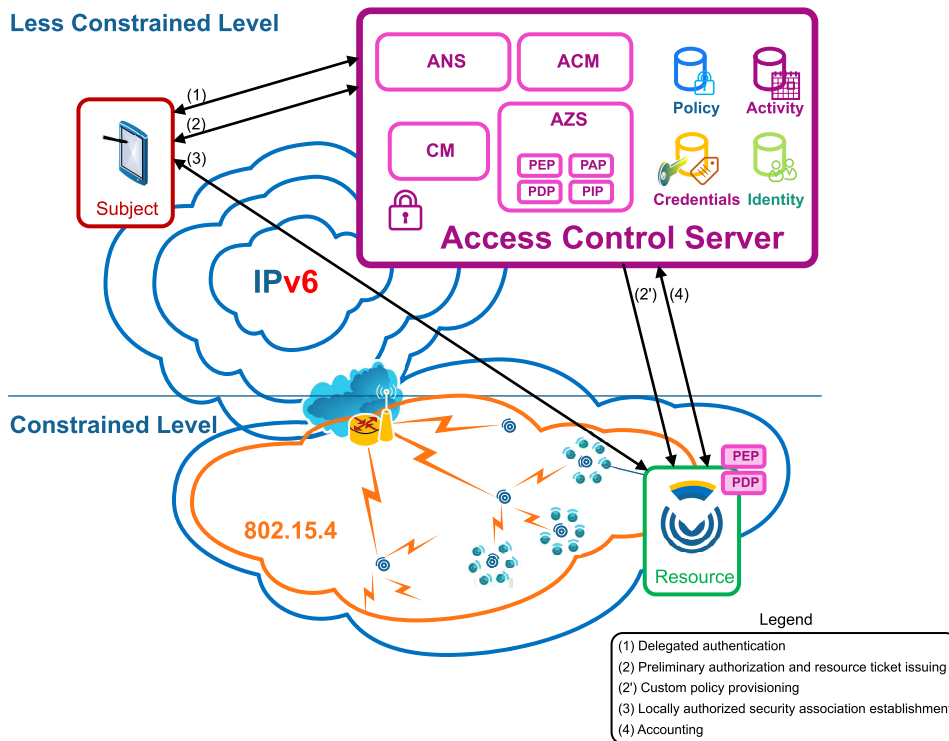 Less Constrained Level
ANS
ACM
Policy
Activity
(1)
(2)
(3)
Subject
CM
AZS
PEP
PAP
PDP
PIP
Credentials
Identity
Access Control Server
IPv6
(2')
(4)
Constrained Level
802.15.4
PEP
PDP
Resource
Legend
(1) Delegated authentication
(2) Preliminary authorization and resource ticket issuing
(2') Custom policy provisioning
(3) Locally authorized security association establishment
(4) Accounting